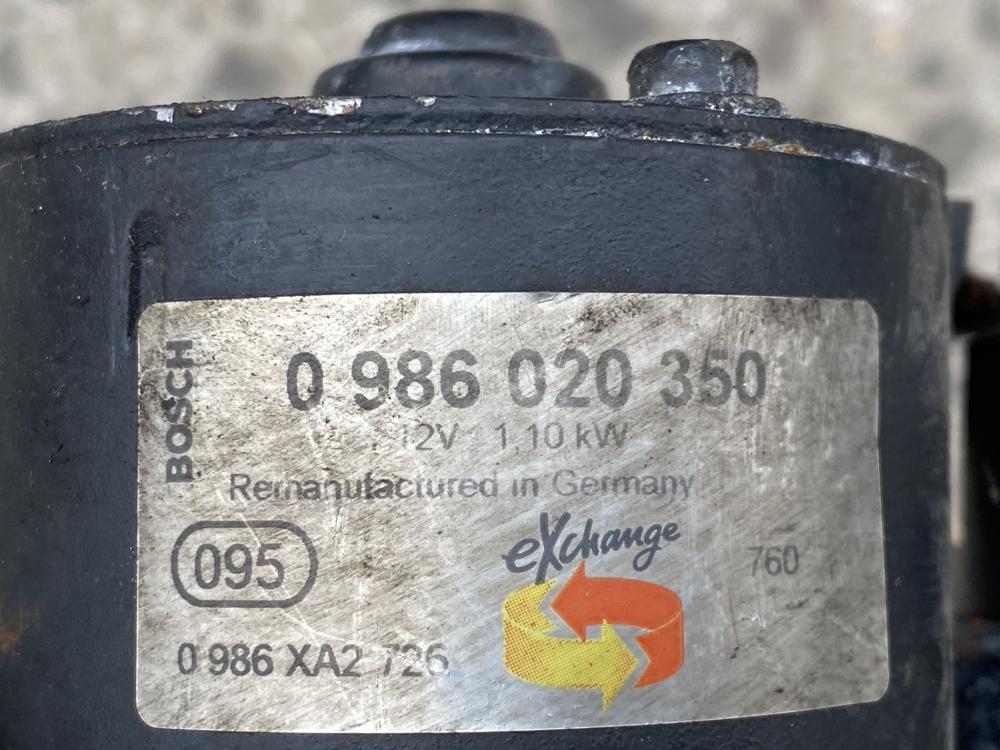 BOSCH
0 986 020 350
12V 1,10 kW
Remanufactured in Germany
eXchange
095
760
0 986 XA2 726